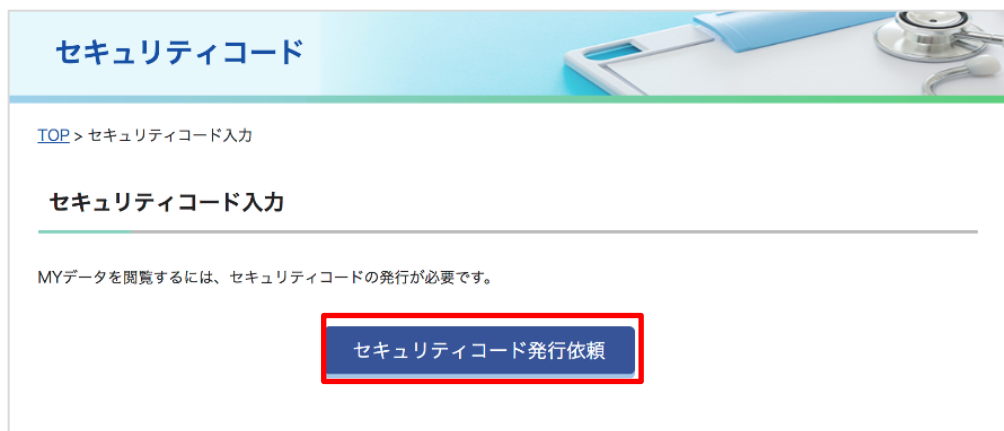 セキュリティコード
TOP > セキュリティコード入力
セキュリティコード入力
MYデータを閲覧するには、セキュリティコードの発行が必要です。
セキュリティコード発行依頼